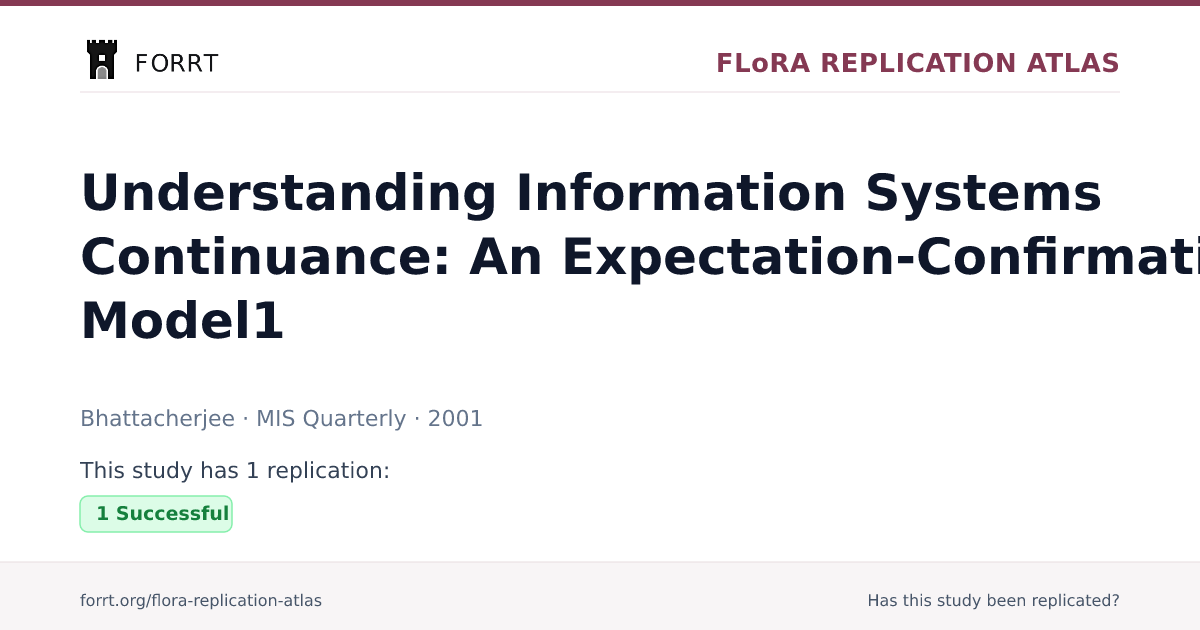 FORRT
FLoRA REPLICATION ATLAS
Understanding Information Systems
Continuance: An Expectation-Confirmati
Model1
Bhattacherjee · MIS Quarterly · 2001
This study has 1 replication:
1 Successful
forrt.org/flora-replication-atlas
Has this study been replicated?